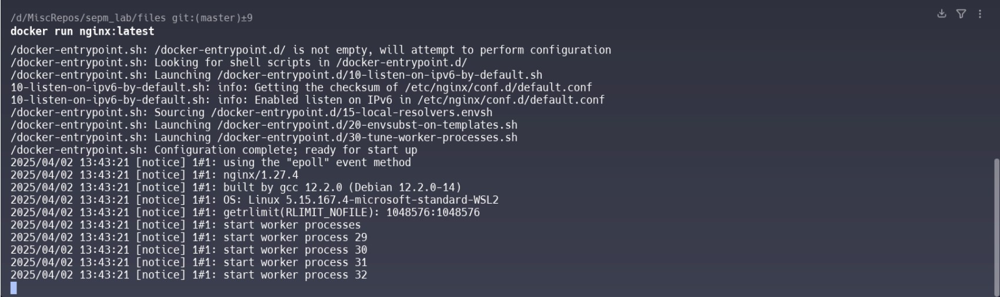 /d/MiscRepos/sepm_lab/files git:(master)±9
docker run nginx:latest
/docker-entrypoint.sh: /docker-entrypoint.d/ is not empty, will attempt to perform configuration
/docker-entrypoint.sh: Looking for shell scripts in /docker-entrypoint.d/
/docker-entrypoint.sh: Launching /docker-entrypoint.d/10-listen-on-ipv6-by-default.sh
10-listen-on-ipv6-by-default.sh: info: Getting the checksum of /etc/nginx/conf.d/default.conf
10-listen-on-ipv6-by-default.sh: info: Enabled listen on IPv6 in /etc/nginx/conf.d/default.conf
/docker-entrypoint.sh: Sourcing /docker-entrypoint.d/15-local-resolvers.envsh
/docker-entrypoint.sh: Launching /docker-entrypoint.d/20-envsubst-on-templates.sh
/docker-entrypoint.sh: Launching /docker-entrypoint.d/30-tune-worker-processes.sh
/docker-entrypoint.sh: Configuration complete; ready for start up
2025/04/02 13:43:21 [notice] 1#1: using the "epoll" event method
2025/04/02 13:43:21 [notice] 1#1: nginx/1.27.4
2025/04/02 13:43:21 [notice] 1#1: built by gcc 12.2.0 (Debian 12.2.0-14)
2025/04/02 13:43:21 [notice] 1#1: OS: Linux 5.15.167.4-microsoft-standard-WSL2
2025/04/02 13:43:21 [notice] 1#1: getrlimit(RLIMIT_NOFILE): 1048576:1048576
2025/04/02 13:43:21 [notice] 1#1: start worker processes
2025/04/02 13:43:21 [notice] 1#1: start worker process 29
2025/04/02 13:43:21 [notice] 1#1: start worker process 30
2025/04/02 13:43:21 [notice] 1#1: start worker process 31
2025/04/02 13:43:21 [notice] 1#1: start worker process 32